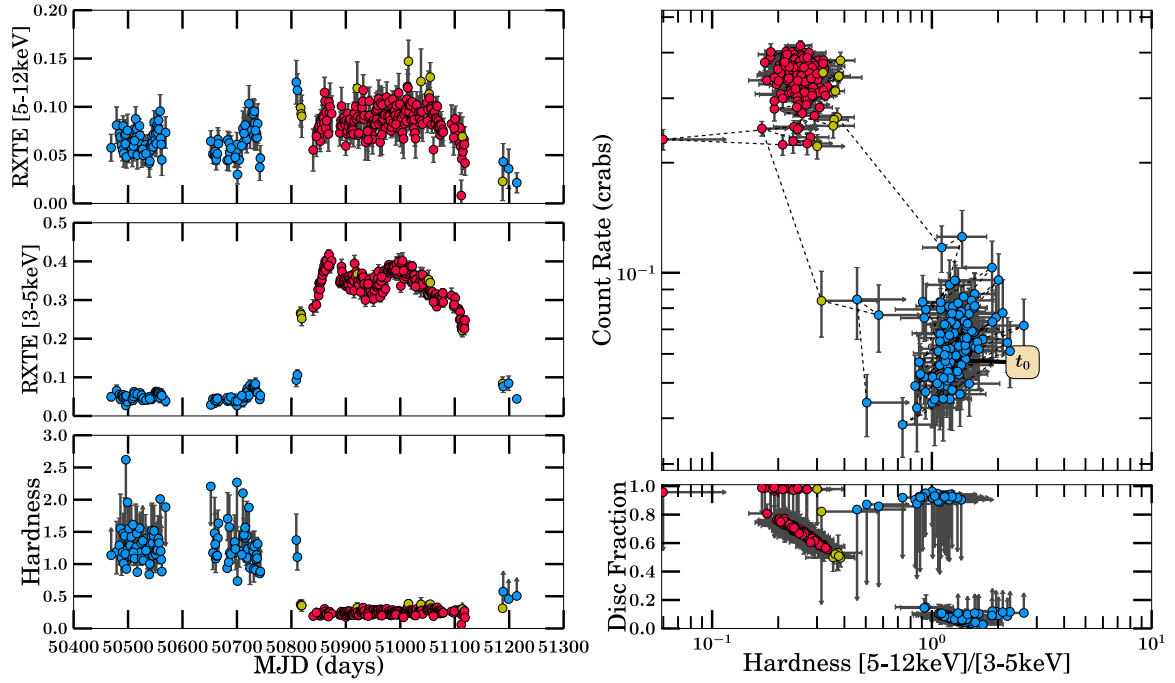 RXTE [5-12keV]
0.20
0.15
0.10
0.05
0.00
RXTE [3-5keV]
0.5
0.4
0.3
0.2
0.1
0.0
Hardness
3.0
2.5
2.0
1.5
1.0
0.5
0.0
50400 50500 50600 50700 50800 50900 51000 51100 51200 51300
MJD (days)
Count Rate (crabs)
10⁻¹
t₀
Disc Fraction
1.0
0.8
0.6
0.4
0.2
0.0
10⁻¹ 10⁰ 10¹
Hardness [5-12keV]/[3-5keV]